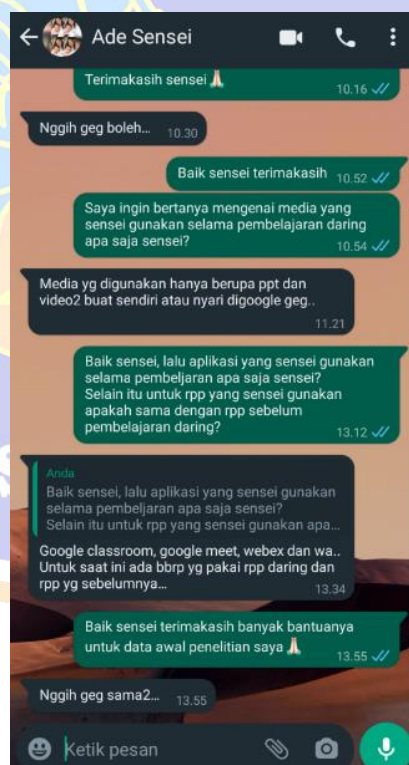 Ade Sensei
Terimakasih sensei🙏🏻
10.16
Nggih geg boleh... 10.30
Baik sensei terimakasih 10.52
Saya ingin bertanya mengenai media yang
sensei gunakan selama pembelajaran daring
apa saja sensei?
10.54
Media yg digunakan hanya berupa ppt dan
video2 buat sendiri atau nyari digoogle geg..
11.21
Baik sensei, lalu aplikasi yang sensei gunakan
selama pembeljaran apa saja sensei?
Selain itu untuk rpp yang sensei gunakan
apakah sama dengan rpp sebelum
pembelajaran daring?
13.12
Anda
Baik sensei, lalu aplikasi yang sensei gunakan
selama pembeljaran apa saja sensei?
Selain itu untuk rpp yang sensei gunakan apa...
Google classroom, google meet, webex dan wa..
Untuk saat ini ada bbrp yg pakai rpp daring dan
rpp yg sebelumnya...
13.34
Baik sensei terimakasih banyak bantuanya
untuk data awal penelitian saya🙏🏻
13.55
Nggih geg sama2... 13.55
Ketik pesan